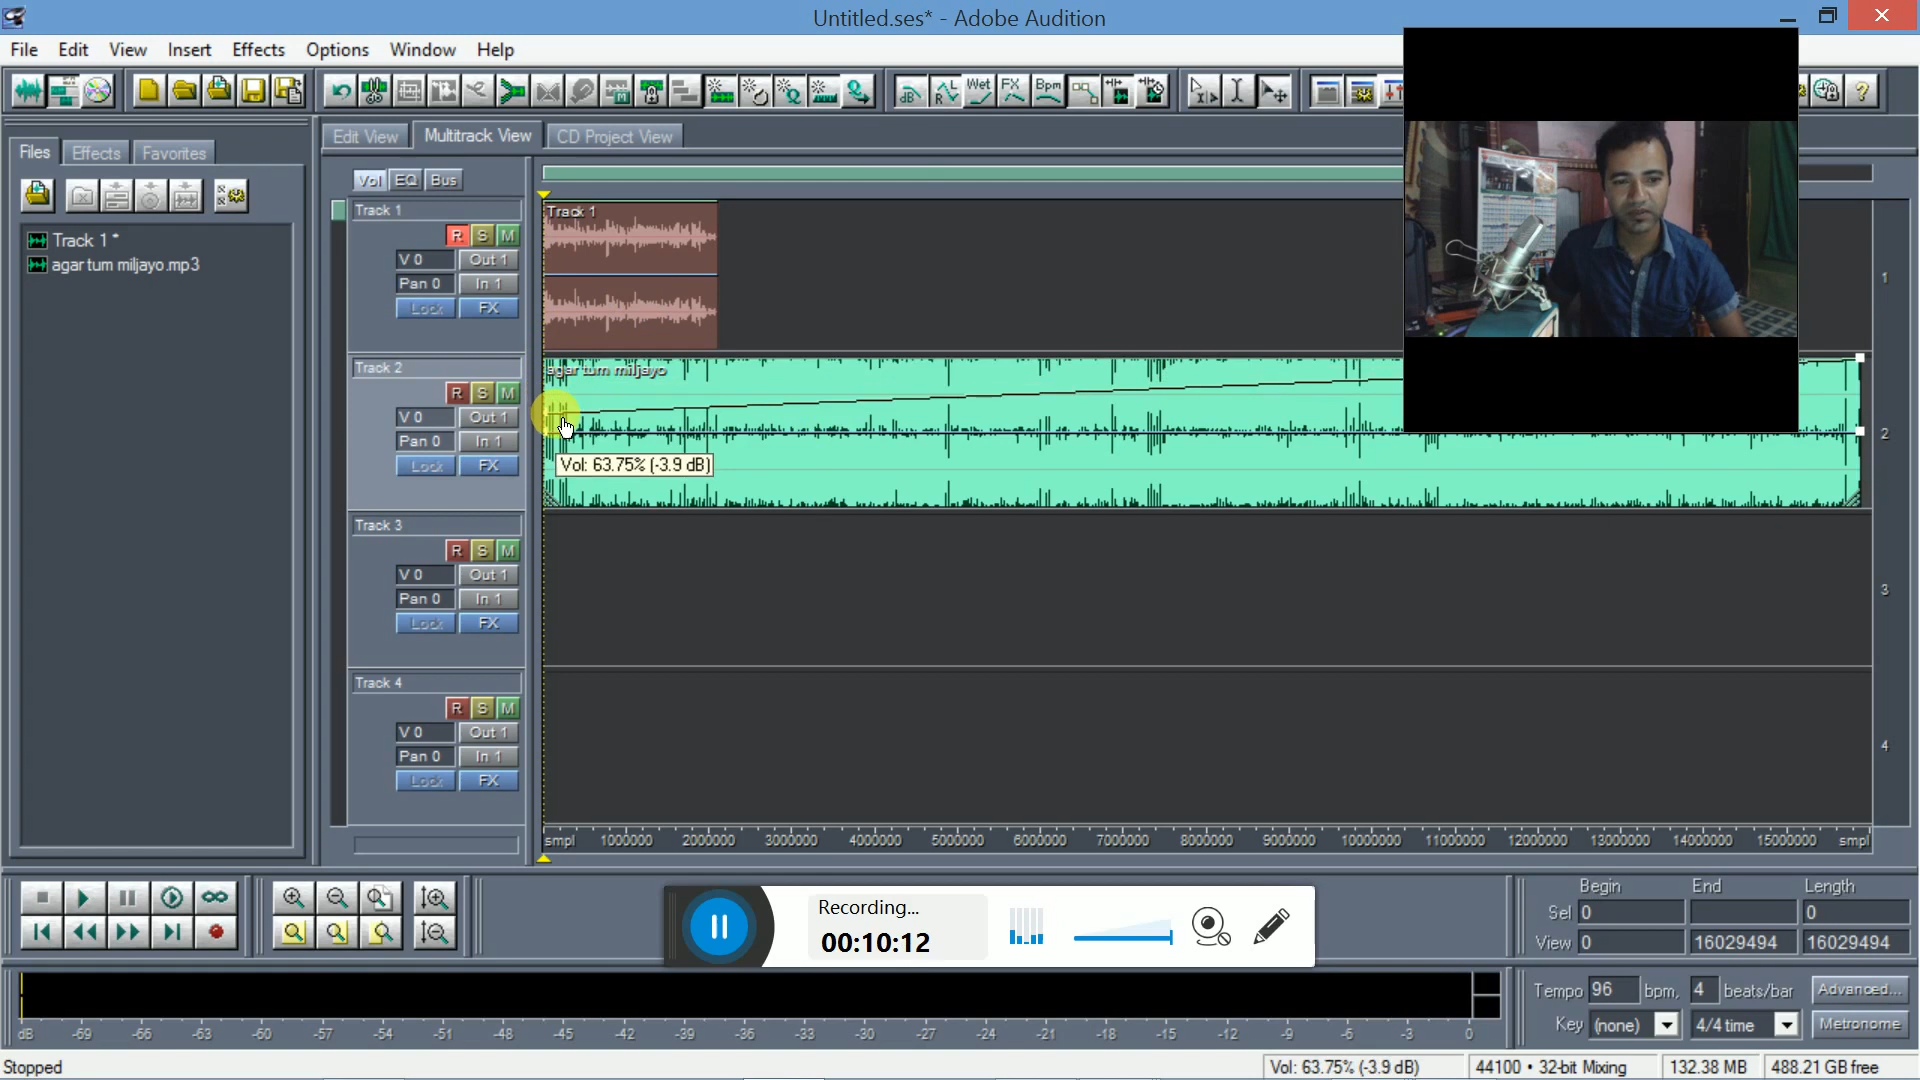 Untitled.ses* - Adobe Audition
File Edit View Insert Effects Options Window Help
Wet FX Bpm
dB R L
Edit View Multitrack View CD Project View
Files Effects Favorites
Track 1 *
agar tum miljayo.mp3
Vol EQ Bus
Track 1
R S M
V 0 Out 1
Pan 0 In 1
Lock FX
Track 1
1
Track 2
R S M
V 0 Out 1
Pan 0 In 1
Lock FX
agar tum miljayo
Vol: 63.75% (-3.9 dB)
2
Track 3
R S M
V 0 Out 1
Pan 0 In 1
Lock FX
3
Track 4
R S M
V 0 Out 1
Pan 0 In 1
Lock FX
4
smpl 1000000 2000000 3000000 4000000 5000000 6000000 7000000 8000000 9000000 10000000 11000000 12000000 13000000 14000000 15000000 smpl
Recording...
00:10:12
Begin End Length
Sel 0 0
View 0 16029494 16029494
Tempo 96 bpm, 4 beats/bar Advanced...
Key (none) 4/4 time Metronome
dB -69 -66 -63 -60 -57 -54 -51 -48 -45 -42 -39 -36 -33 -30 -27 -24 -21 -18 -15 -12 -9 -6 -3 0
Stopped Vol: 63.75% (-3.9 dB) 44100 • 32-bit Mixing 132.38 MB 488.21 GB free